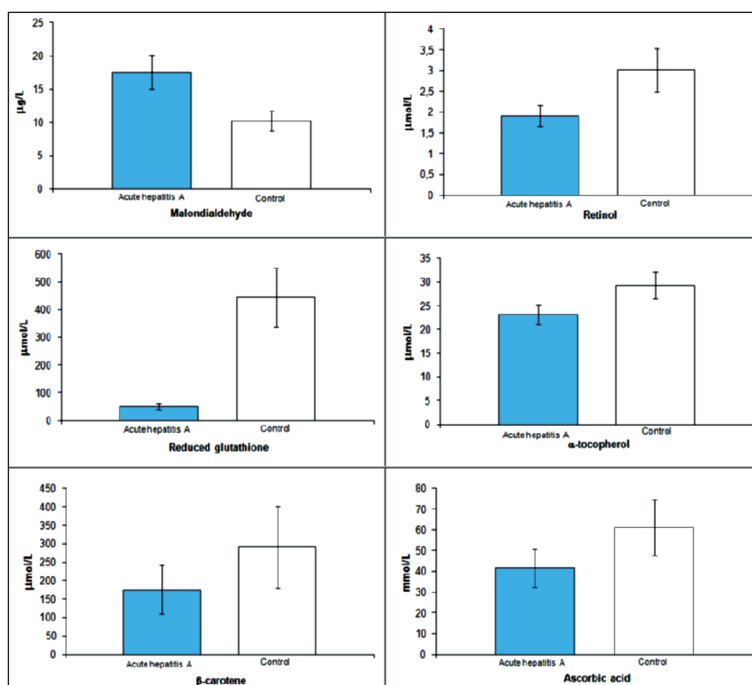 25
20
15
10
5
0
µg/L
Acute hepatitis A
Control
Malondialdehyde
4
3,5
3
2,5
2
1,5
1
0,5
0
µmol/L
Acute hepatitis A
Control
Retinol
600
500
400
300
200
100
0
µmol/L
Acute hepatitis A
Control
Reduced glutathione
40
35
30
25
20
15
10
5
0
µmol/L
Acute hepatitis A
Control
α-tocopherol
450
400
350
300
250
200
150
100
50
0
µmol/L
Acute hepatitis A
Control
β-carotene
80
70
60
50
40
30
20
10
0
mmol/L
Acute hepatitis A
Control
Ascorbic acid